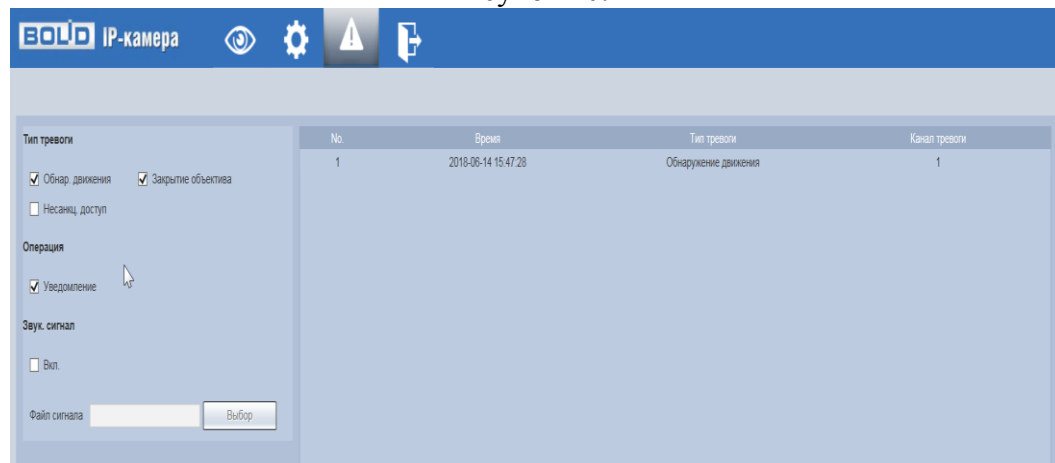 BOLID IP-камера
Тип тревоги
Обнар. движения Закрытие объектива
Несанкц. доступ
Операция
Уведомление
Звук. сигнал
Вкл.
Файл сигнала Выбор
No. Время Тип тревоги Канал тревоги
1 2018-06-14 15:47:28 Обнаружение движения 1